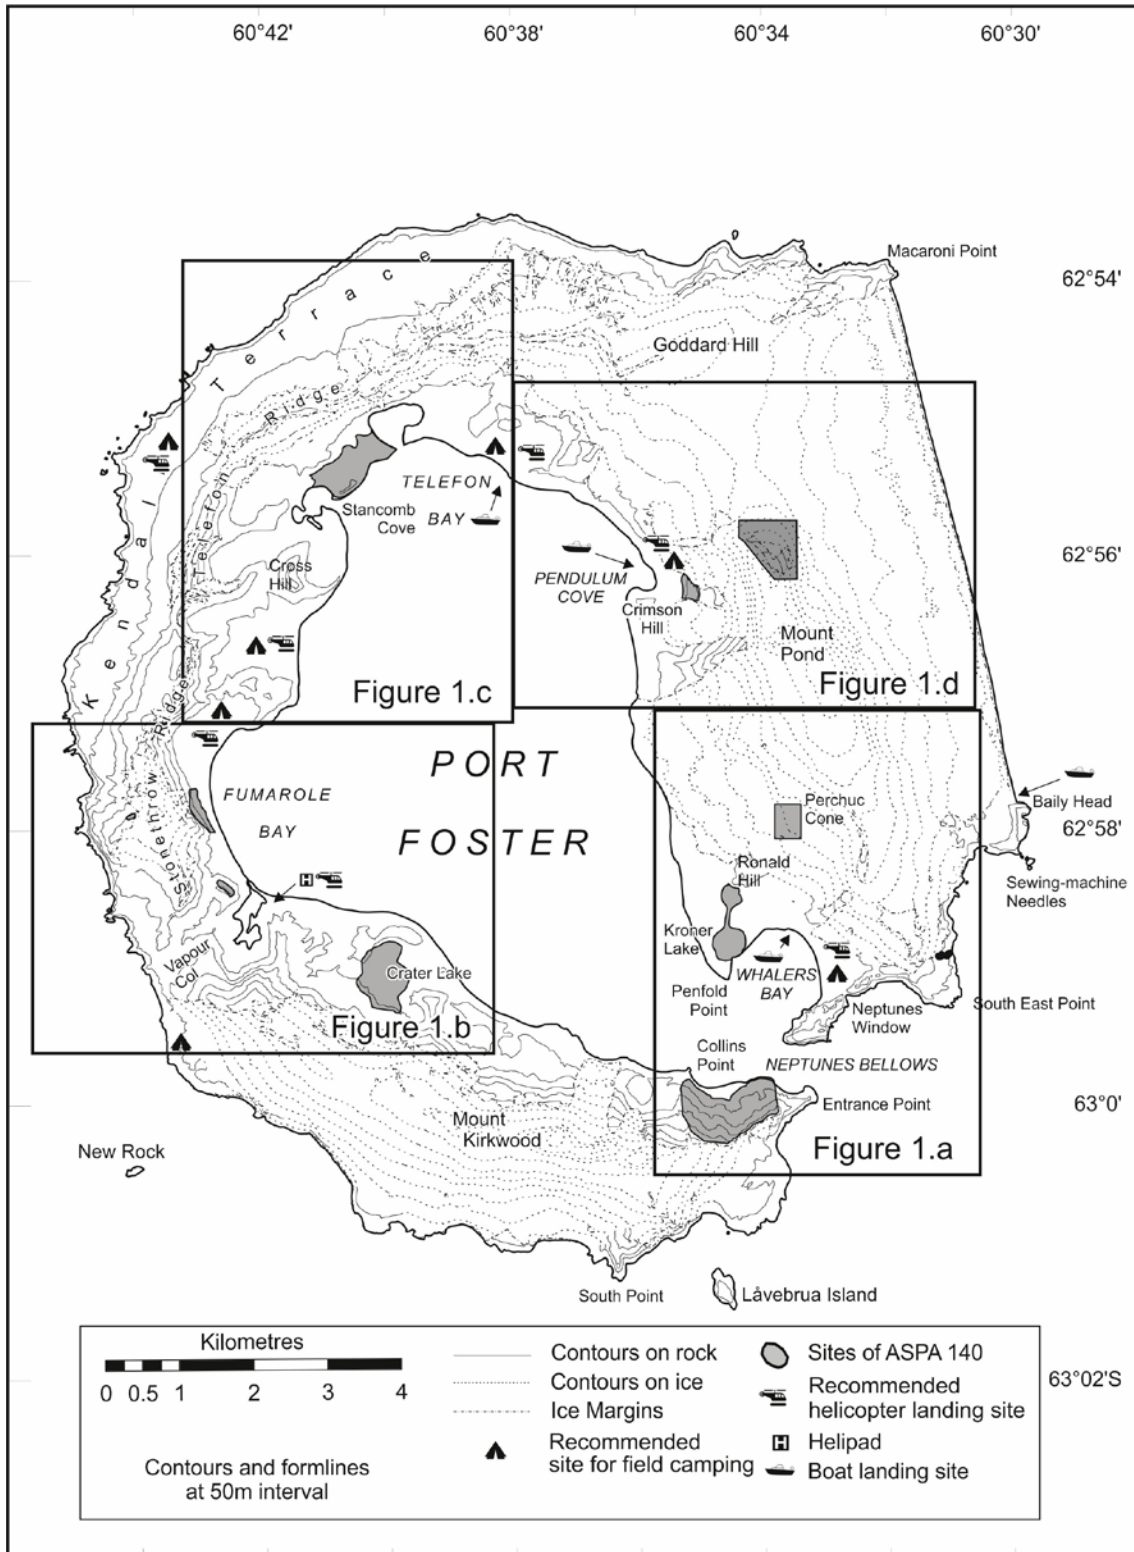 60°42' 60°38' 60°34' 60°30'
Macaroni Point
62°54'
Goddard Hill
Kendall Terrace
Telefon Ridge
TELEFON
BAY
Stancomb
Cove
Cross
Hill
62°56'
PENDULUM
COVE
Crimson
Hill
Mount
Pond
Figure 1.c
Figure 1.d
Stonethrow Ridge
PORT
FOSTER
FUMAROLE
BAY
Perchuc
Cone
Baily Head
62°58'
Ronald
Hill
Sewing-machine
Needles
H
Kroner
Lake
Vapour
Col
Crater Lake
WHALERS
BAY
Penfold
Point
Neptunes
Window
South East Point
Figure 1.b
Collins
Point
NEPTUNES BELLOWS
Entrance Point
63°0'
Mount
Kirkwood
New Rock
Figure 1.a
South Point
Låvebrua Island
Kilometres
0 0.5 1 2 3 4
Contours and formlines
at 50m interval
Contours on rock
Contours on ice
Ice Margins
Recommended
site for field camping
Sites of ASPA 140
Recommended
helicopter landing site
H Helipad
Boat landing site
63°02'S